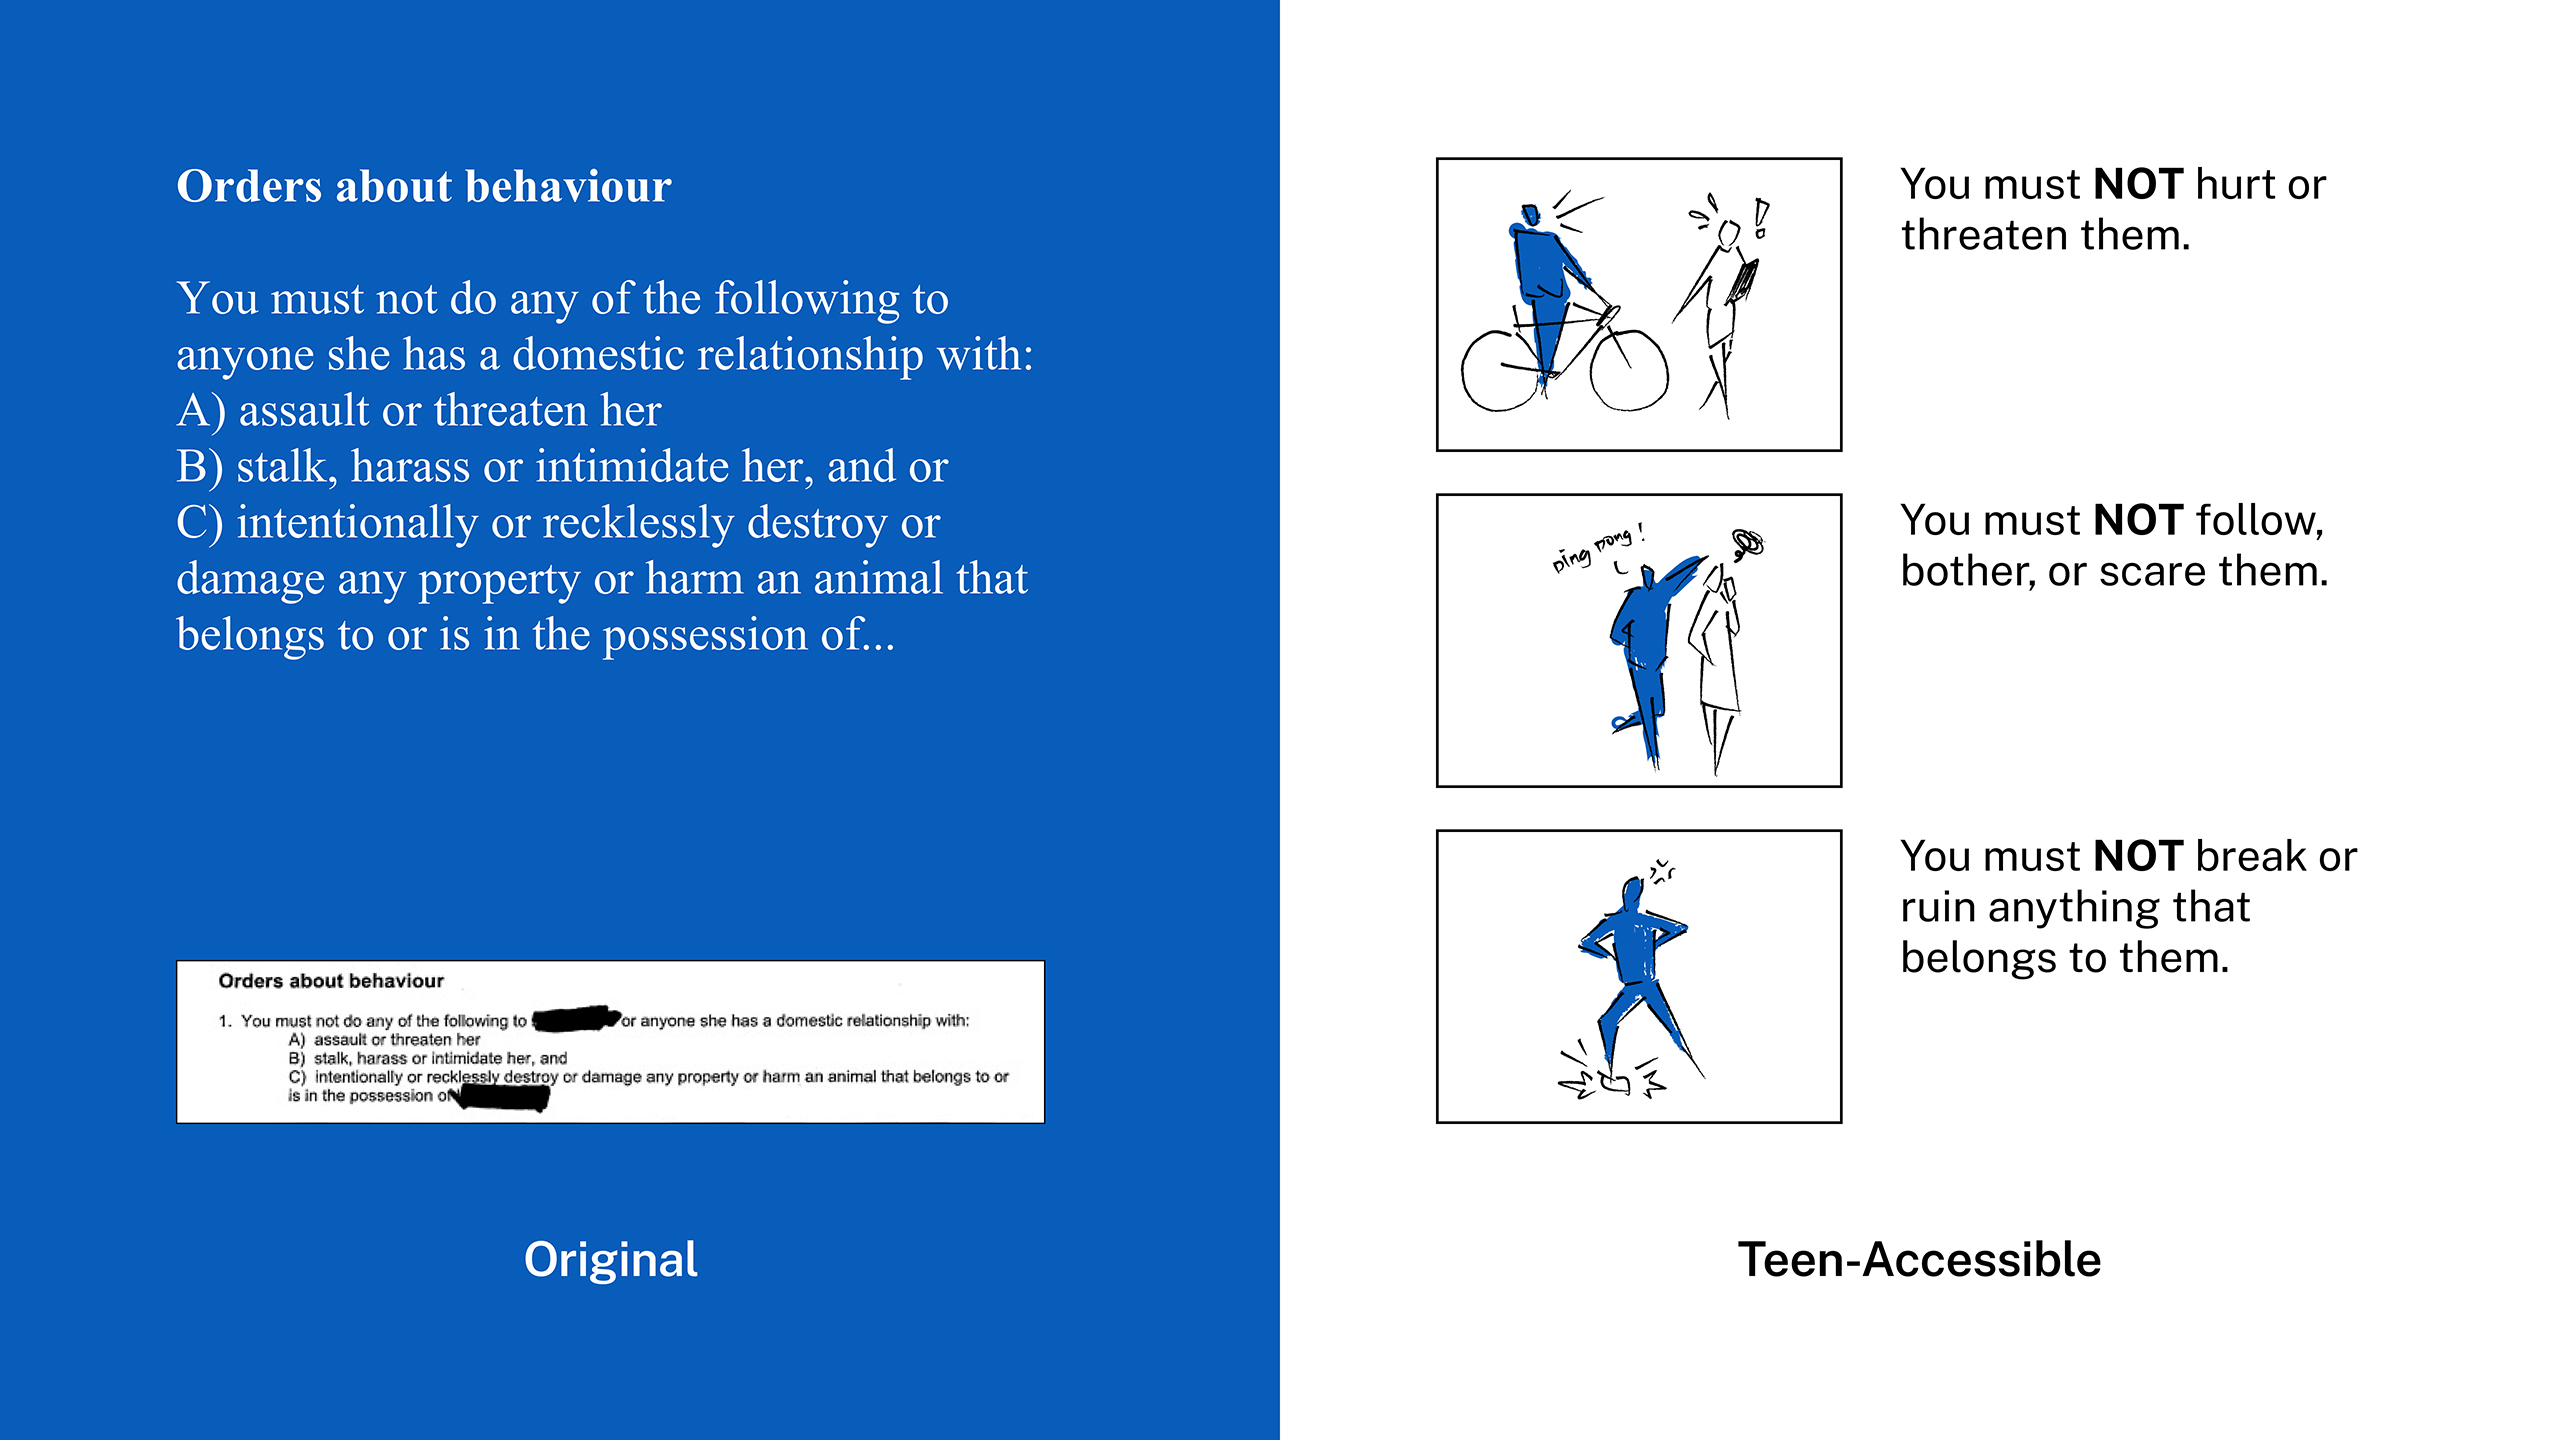 Orders about behaviour
You must not do any of the following to
anyone she has a domestic relationship with:
A) assault or threaten her
B) stalk, harass or intimidate her, and or
C) intentionally or recklessly destroy or
damage any property or harm an animal that
belongs to or is in the possession of...
Orders about behaviour
1. You must not do any of the following to or anyone she has a domestic relationship with:
A) assault or threaten her
B) stalk, harass or intimidate her, and
C) intentionally or recklessly destroy or damage any property or harm an animal that belongs to or
is in the possession of
Original
You must NOT hurt or
threaten them.
Ding Dong!
You must NOT follow,
bother, or scare them.
You must NOT break or
ruin anything that
belongs to them.
Teen-Accessible